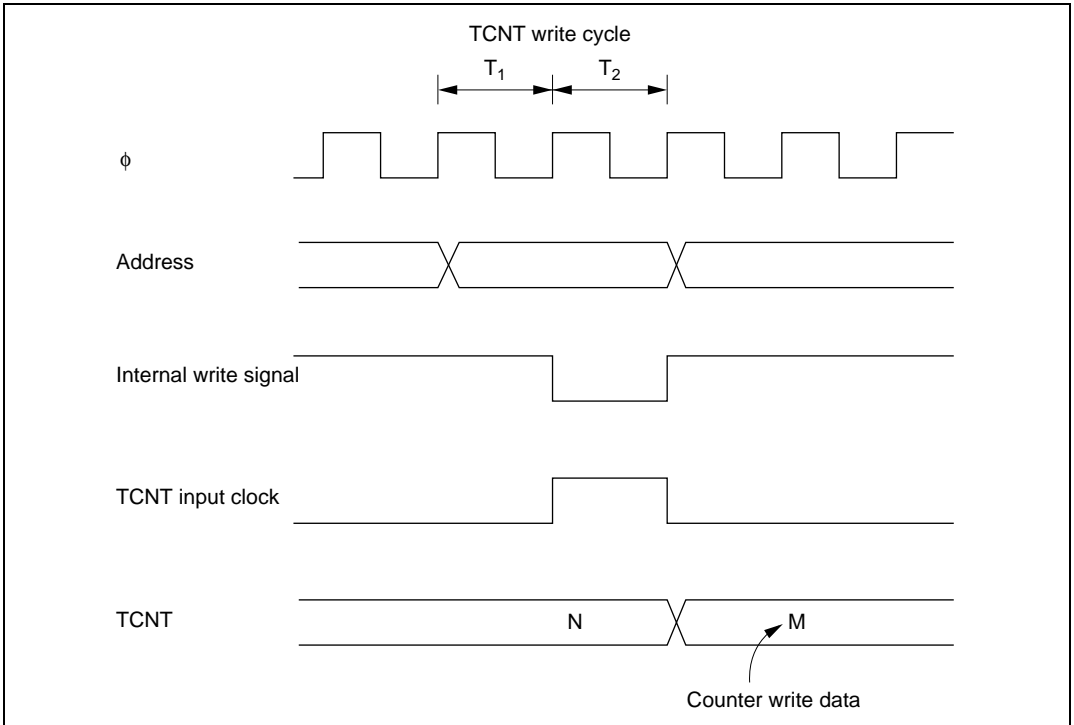 TCNT write cycle
T1 T2
ϕ
Address
Internal write signal
TCNT input clock
TCNT
N M
Counter write data